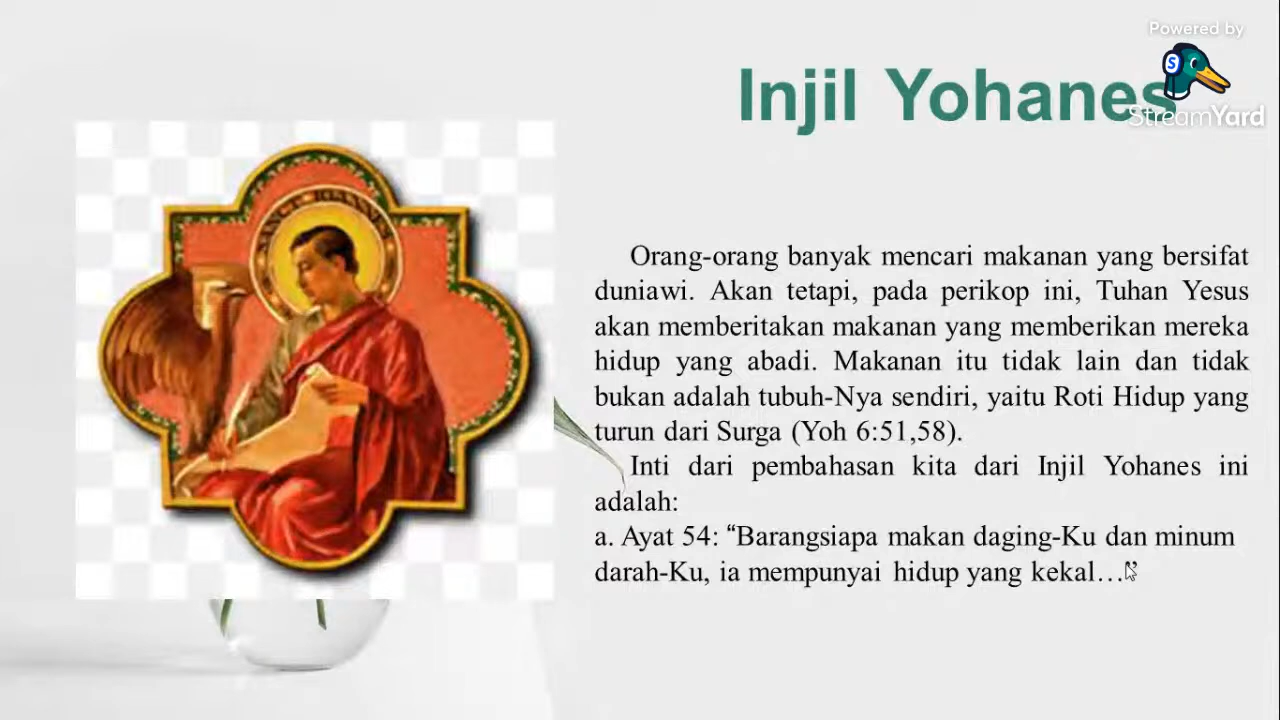 Powered by
StreamYard
Injil Yohanes
Orang-orang banyak mencari makanan yang bersifat
duniawi. Akan tetapi, pada perikop ini, Tuhan Yesus
akan memberitakan makanan yang memberikan mereka
hidup yang abadi. Makanan itu tidak lain dan tidak
bukan adalah tubuh-Nya sendiri, yaitu Roti Hidup yang
turun dari Surga (Yoh 6:51,58).
Inti dari pembahasan kita dari Injil Yohanes ini
adalah:
a. Ayat 54: “Barangsiapa makan daging-Ku dan minum
darah-Ku, ia mempunyai hidup yang kekal…”